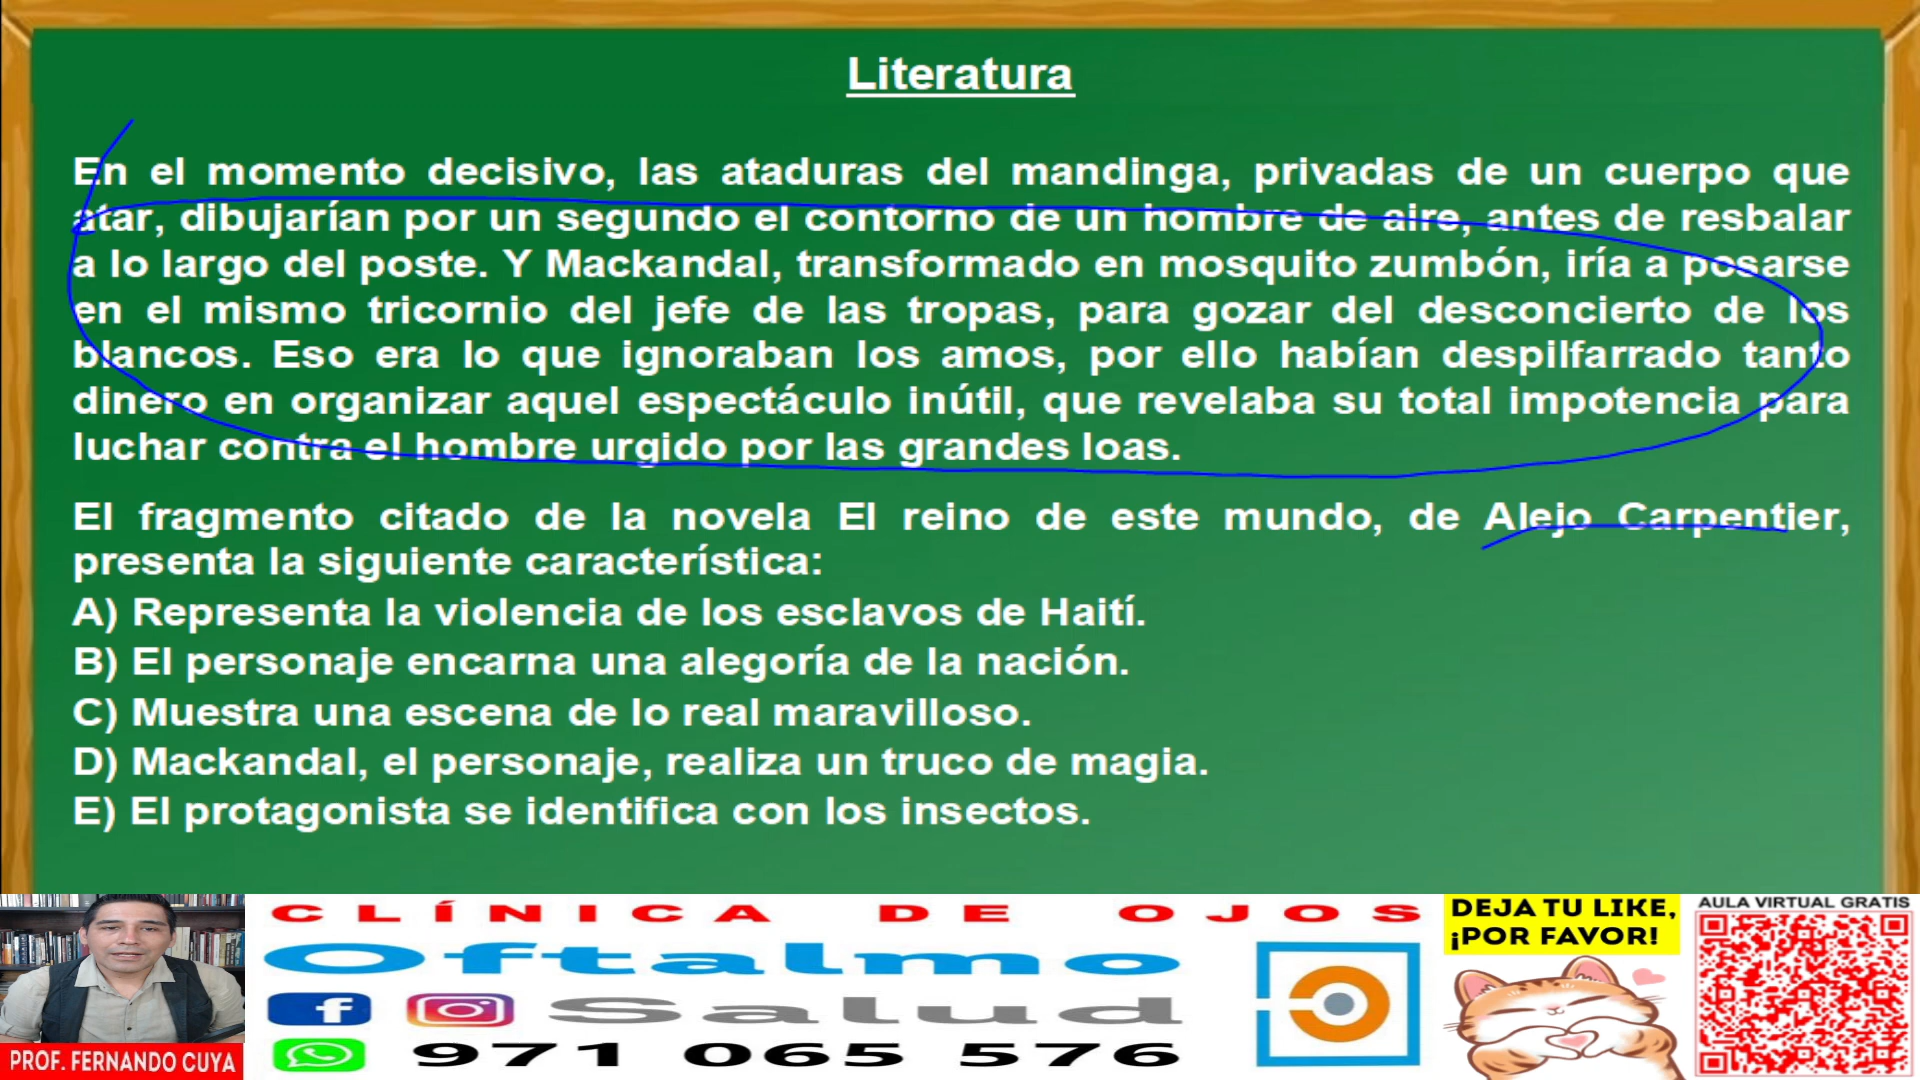 Literatura
En el momento decisivo, las ataduras del mandinga, privadas de un cuerpo que
atar, dibujarían por un segundo el contorno de un hombre de aire, antes de resbalar
a lo largo del poste. Y Mackandal, transformado en mosquito zumbón, iría a posarse
en el mismo tricornio del jefe de las tropas, para gozar del desconcierto de los
blancos. Eso era lo que ignoraban los amos, por ello habían despilfarrado tanto
dinero en organizar aquel espectáculo inútil, que revelaba su total impotencia para
luchar contra el hombre urgido por las grandes loas.
El fragmento citado de la novela El reino de este mundo, de Alejo Carpentier,
presenta la siguiente característica:
A) Representa la violencia de los esclavos de Haití.
B) El personaje encarna una alegoría de la nación.
C) Muestra una escena de lo real maravilloso.
D) Mackandal, el personaje, realiza un truco de magia.
E) El protagonista se identifica con los insectos.
PROF. FERNANDO CUYA
CLÍNICA DE OJOS
Oftalmo
Salud
971 065 576
DEJA TU LIKE,
¡POR FAVOR!
AULA VIRTUAL GRATIS